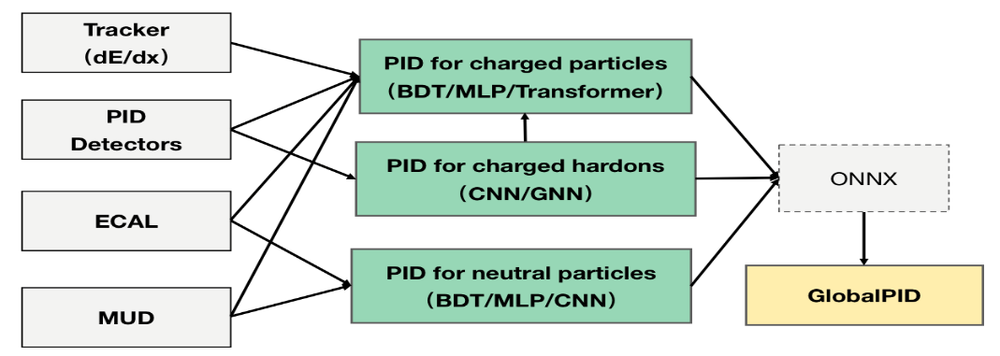 Tracker
(dE/dx)
PID
Detectors
ECAL
MUD
PID for charged particles
(BDT/MLP/Transformer)
PID for charged hardons
(CNN/GNN)
PID for neutral particles
(BDT/MLP/CNN)
ONNX
GlobalPID